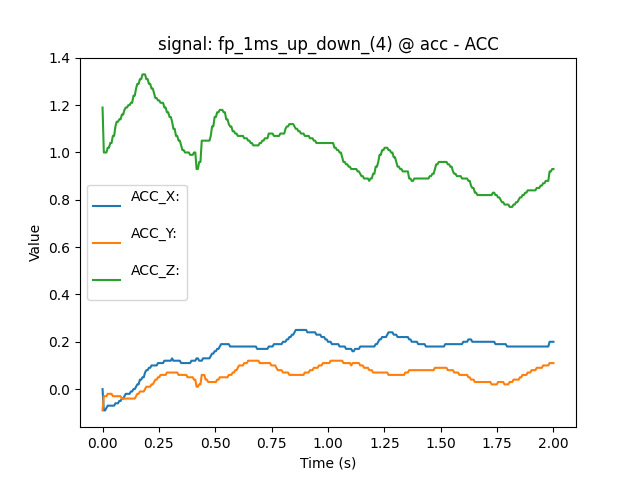 signal: fp_1ms_up_down_(4) @ acc - ACC
1.4
1.2
1.0
0.8
0.6
0.4
0.2
0.0
Value
ACC_X:
ACC_Y:
ACC_Z:
0.00 0.25 0.50 0.75 1.00 1.25 1.50 1.75 2.00
Time (s)